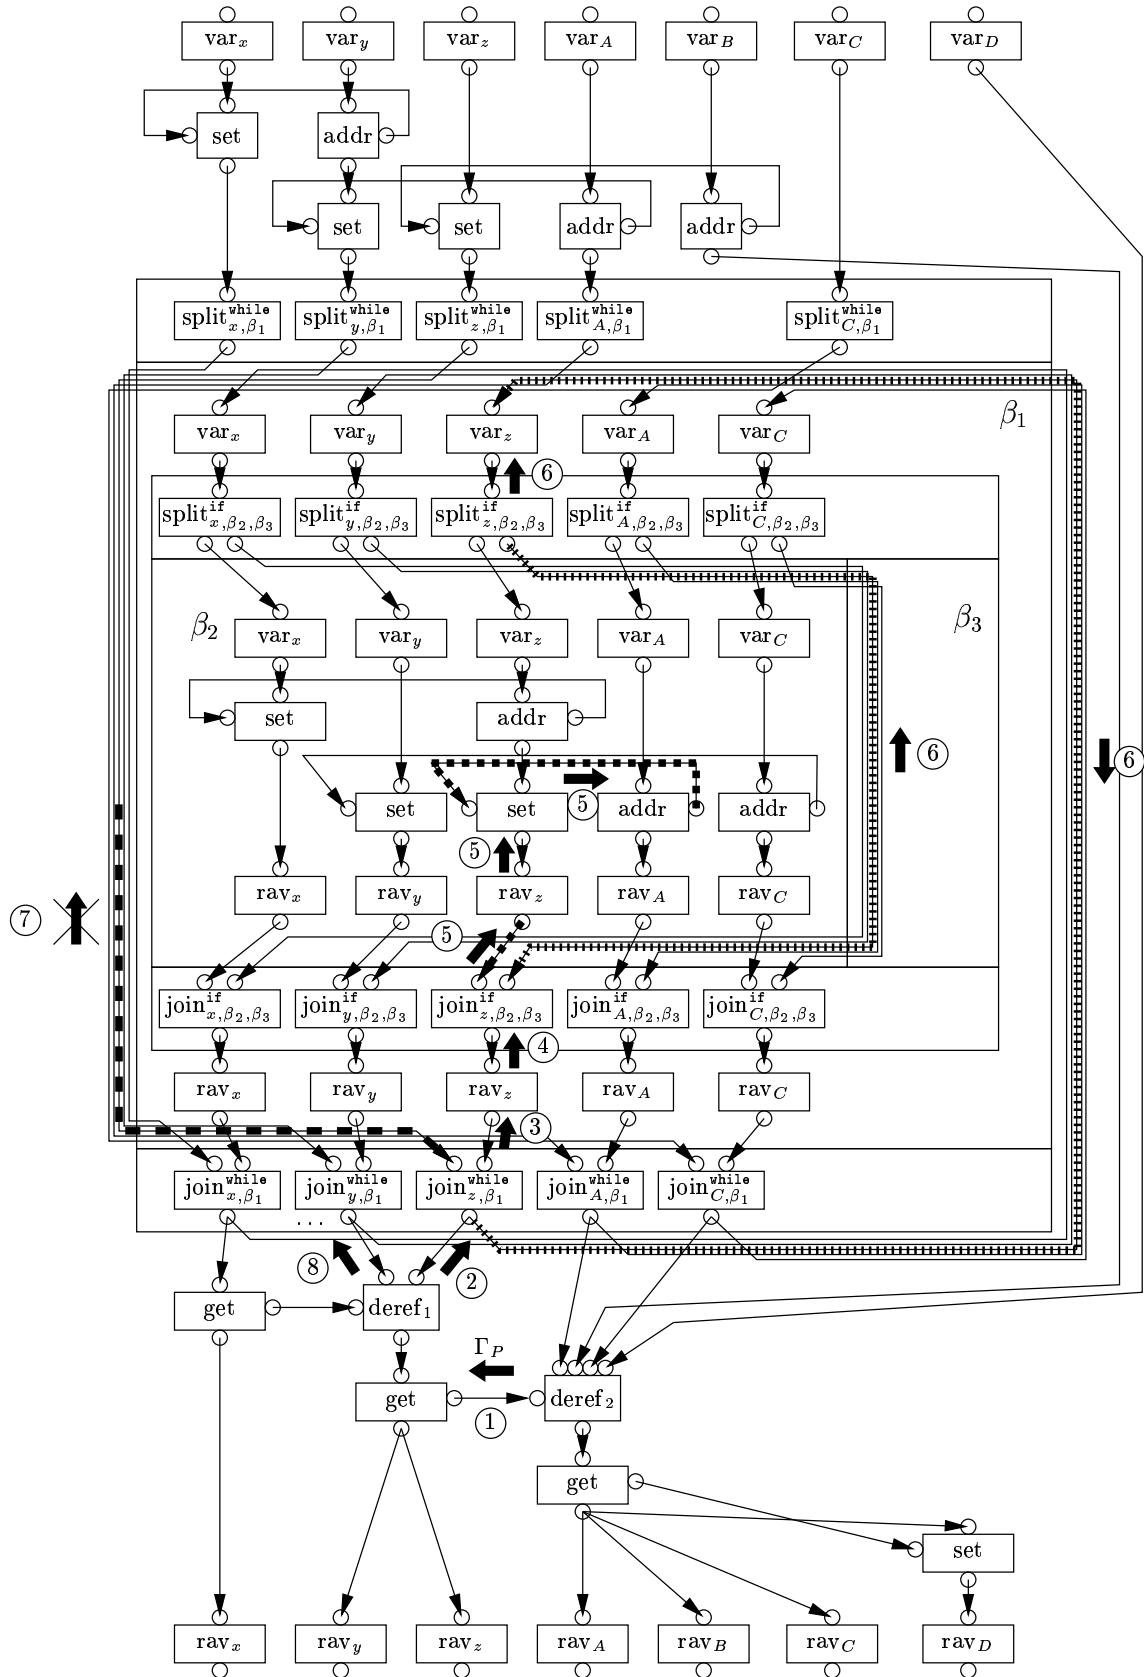 var_x var_y var_z var_A var_B var_C var_D
set addr
set set addr addr
split^while_x,β₁ split^while_y,β₁ split^while_z,β₁ split^while_A,β₁ split^while_C,β₁
β₁
var_x var_y var_z var_A var_C
⑥
split^if_x,β₂,β₃ split^if_y,β₂,β₃ split^if_z,β₂,β₃ split^if_A,β₂,β₃ split^if_C,β₂,β₃
β₂ β₃
var_x var_y var_z var_A var_C
set addr
⑥ ⑥
set set ⑤ addr addr
⑤
rav_x rav_y rav_z rav_A rav_C
⑦ ⑤
join^if_x,β₂,β₃ join^if_y,β₂,β₃ join^if_z,β₂,β₃ join^if_A,β₂,β₃ join^if_C,β₂,β₃
④
rav_x rav_y rav_z rav_A rav_C
③
join^while_x,β₁ join^while_y,β₁ join^while_z,β₁ join^while_A,β₁ join^while_C,β₁
...
⑧ ②
get deref₁
Γ_P
get deref₂
①
get
set
rav_x rav_y rav_z rav_A rav_B rav_C rav_D